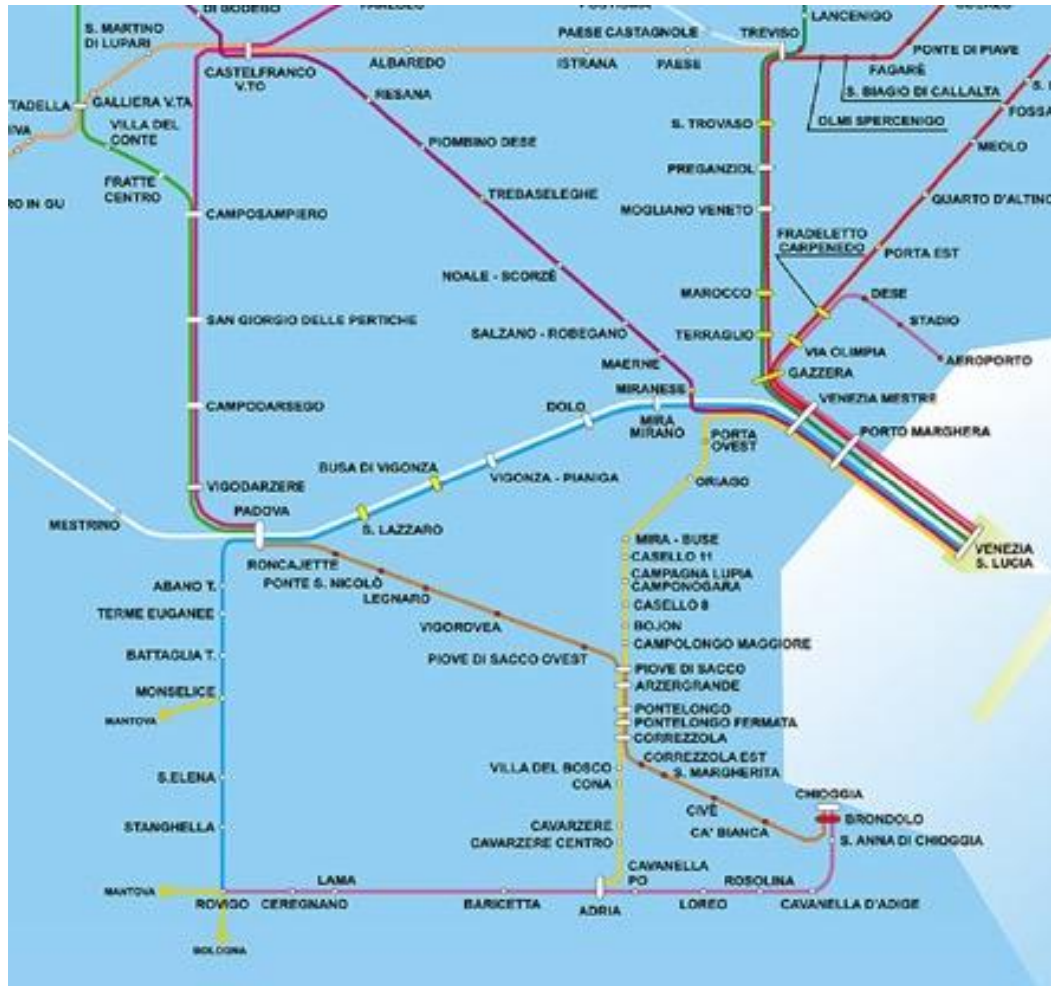 DI GODEGO
S. MARTINO
DI LUPARI
PAESE CASTAGNOLE
TREVISO
LANCENIGO
PONTE DI PIAVE
FAGARÈ
S. BIAGIO DI CALLALTA
OLMI SPERCENIGO
CASTELFRANCO
V.TO
ALBAREDO
ISTRANA
PAESE
RESANA
TTADELLA
GALLIERA V.TA
VILLA DEL
CONTE
IVA
FRATTE
CENTRO
RO IN GU
CAMPOSAMPIERO
PIOMBINO DESE
TREBASELEGHE
S. TROVASO
PREGANZIOL
MOGLIANO VENETO
FOSSA
MEOLO
QUARTO D'ALTINO
FRADELETTO
CARPENEDO
PORTA EST
NOALE - SCORZÈ
MAROCCO
DESE
STADIO
AEROPORTO
SAN GIORGIO DELLE PERTICHE
SALZANO - ROBEGANO
TERRAGLIO
VIA OLIMPIA
MAERNE
GAZZERA
MIRANESE
VENEZIA MESTRE
CAMPODARSEGO
DOLO
MIRA
MIRANO
PORTA
OVEST
PORTO MARGHERA
BUSA DI VIGONZA
VIGONZA - PIANIGA
ORIAGO
VIGODARZERE
PADOVA
MESTRINO
S. LAZZARO
VENEZIA
S. LUCIA
RONCAJETTE
PONTE S. NICOLÒ
LEGNARO
VIGOROVEA
PIOVE DI SACCO OVEST
MIRA - BUSE
CASELLO 11
CAMPAGNA LUPIA
CAMPONOGARA
CASELLO 8
BOJON
CAMPOLONGO MAGGIORE
PIOVE DI SACCO
ARZERGRANDE
PONTELONGO
PONTELONGO FERMATA
CORREZZOLA
ABANO T.
TERME EUGANEE
BATTAGLIA T.
MONSELICE
MANTOVA
CORREZZOLA EST
S. MARGHERITA
VILLA DEL BOSCO
CONA
S.ELENA
CIVÈ
CA' BIANCA
CHIOGGIA
BRONDOLO
S. ANNA DI CHIOGGIA
STANGHELLA
CAVARZERE
CAVARZERE CENTRO
CAVANELLA
PO
MANTOVA
ROVIGO
CEREGNANO
LAMA
BARICETTA
ADRIA
LOREO
ROSOLINA
CAVANELLA D'ADIGE
BOLOGNA